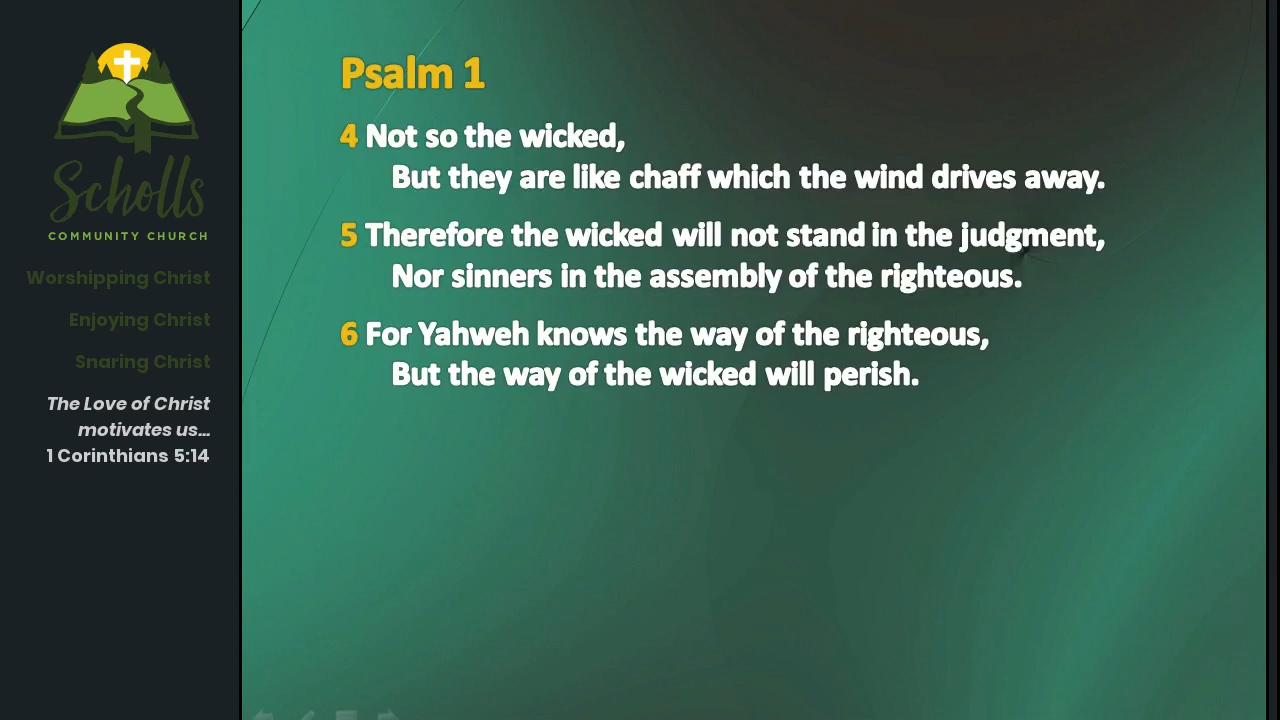 Scholls
COMMUNITY CHURCH
Worshipping Christ
Enjoying Christ
Snaring Christ
The Love of Christ
motivates us...
1 Corinthians 5:14
Psalm 1
4 Not so the wicked,
But they are like chaff which the wind drives away.
5 Therefore the wicked will not stand in the judgment,
Nor sinners in the assembly of the righteous.
6 For Yahweh knows the way of the righteous,
But the way of the wicked will perish.